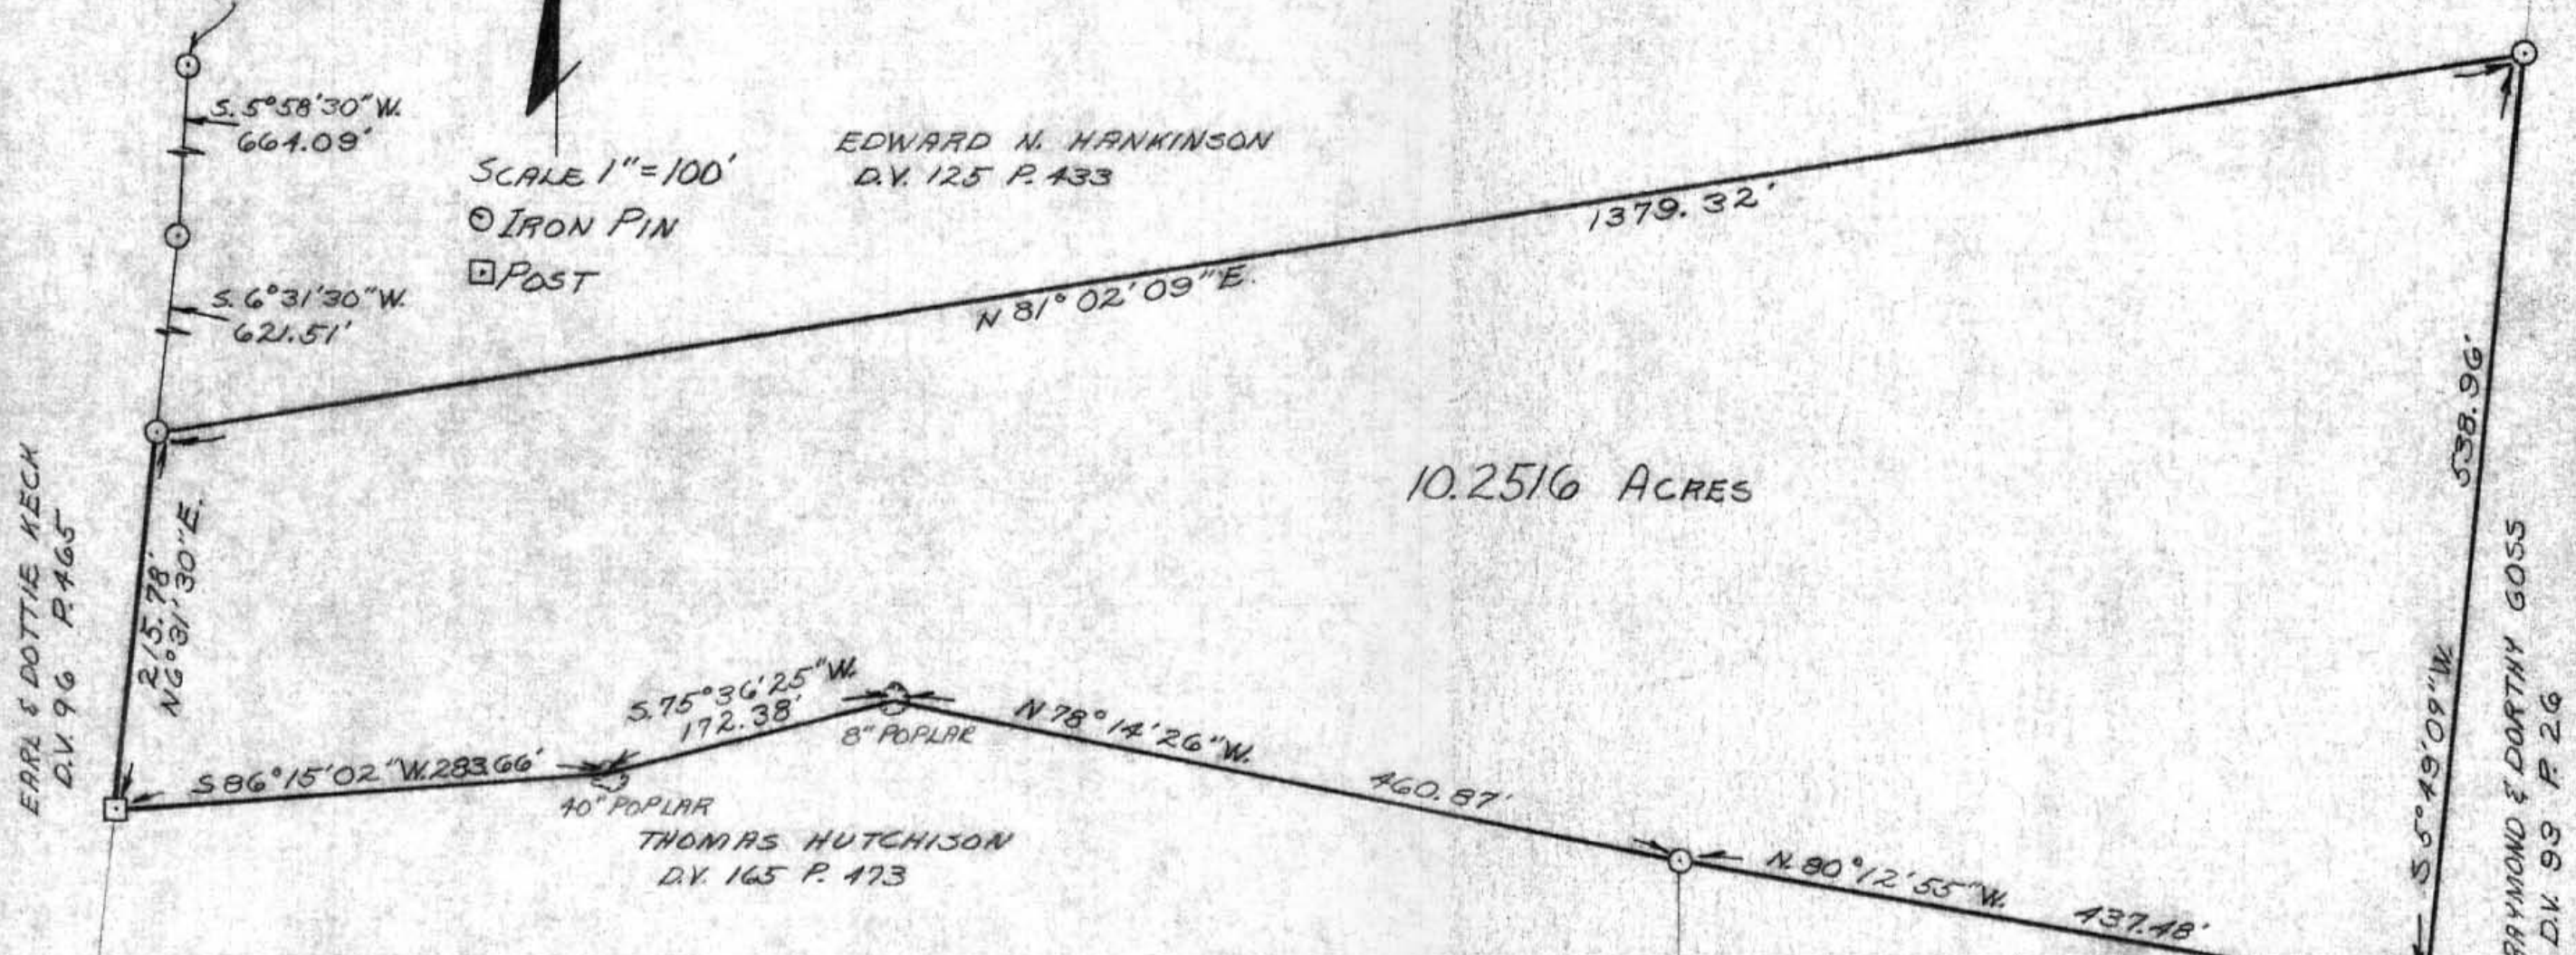 S. 5°58'30"W.
664.09'
SCALE 1"=100'
IRON PIN
POST
EDWARD N. HANKINSON
D.V. 125 P. 433
S. 6°31'30"W.
621.51'
1379.32'
N 81° 02' 09" E.
10.2516 ACRES
538.96'
S 5°49'09"W.
RAYMOND & DORTHY GOSS
D.V. 93 P. 26
EARL & DOTTIE KECK
D.V. 96 P. 465
215.78'
N6°31'30"E.
S 86°15'02"W. 283.66'
40" POPLAR
S. 75°36'25"W.
172.38'
8" POPLAR
THOMAS HUTCHISON
D.V. 165 P. 473
N 78° 14' 26" W.
460.87'
N. 80°12'55"W.
437.48'